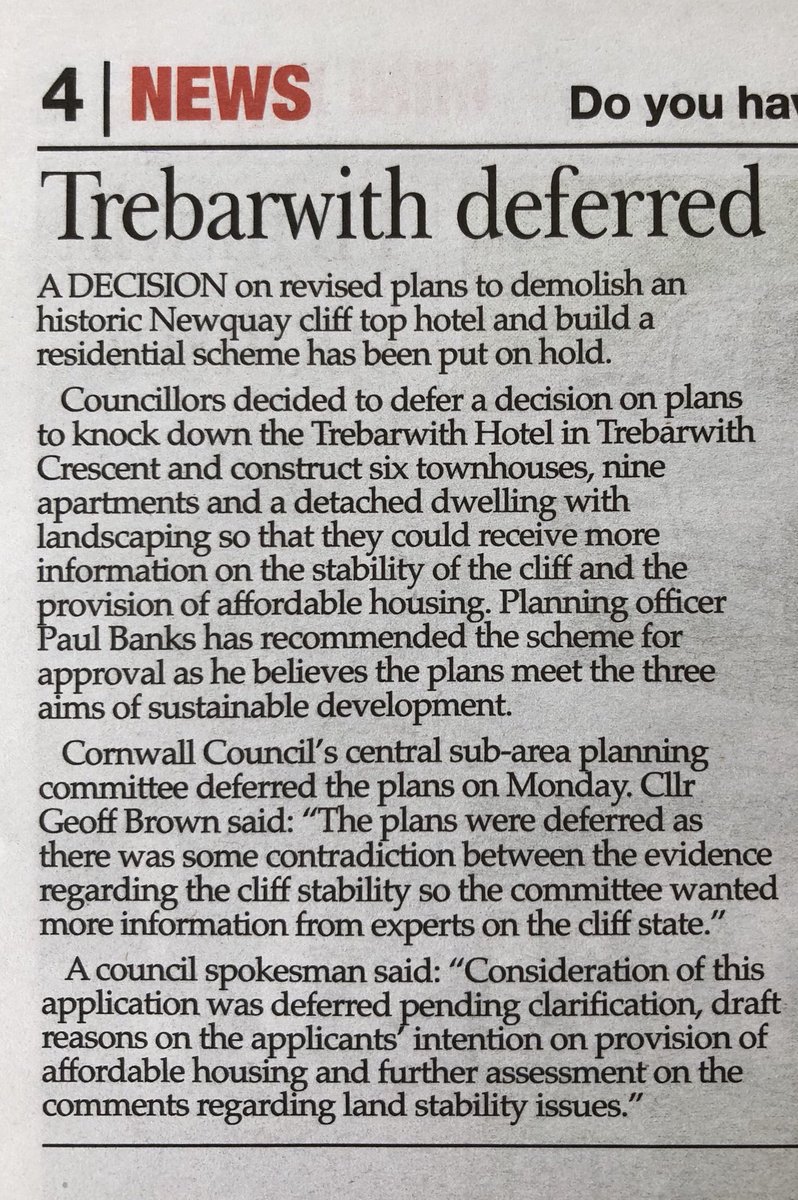 4 | NEWS
Do you hav
Trebarwith deferred
A DECISION on revised plans to demolish an
historic Newquay cliff top hotel and build a
residential scheme has been put on hold.
Councillors decided to defer a decision on plans
to knock down the Trebarwith Hotel in Trebarwith
Crescent and construct six townhouses, nine
apartments and a detached dwelling with
landscaping so that they could receive more
information on the stability of the cliff and the
provision of affordable housing. Planning officer
Paul Banks has recommended the scheme for
approval as he believes the plans meet the three
aims of sustainable development.
Cornwall Council’s central sub-area planning
committee deferred the plans on Monday. Cllr
Geoff Brown said: “The plans were deferred as
there was some contradiction between the evidence
regarding the cliff stability so the committee wanted
more information from experts on the cliff state.”
A council spokesman said: “Consideration of this
application was deferred pending clarification, draft
reasons on the applicants’ intention on provision of
affordable housing and further assessment on the
comments regarding land stability issues.”